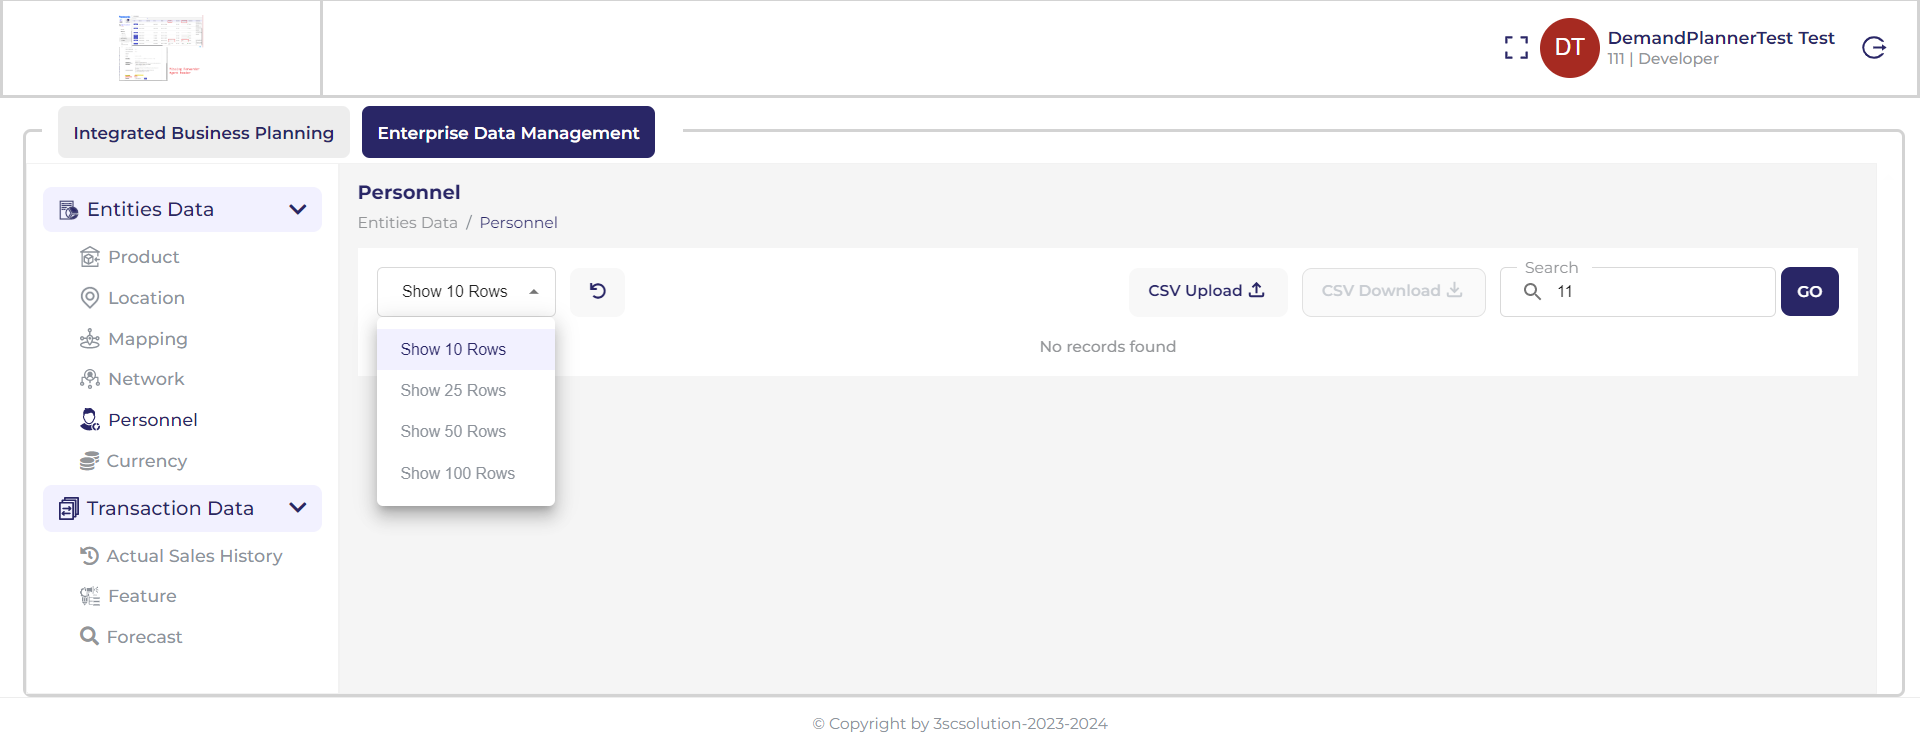 DT
DemandPlannerTest Test
111 | Developer
Integrated Business Planning
Enterprise Data Management
Entities Data
Product
Location
Mapping
Network
Personnel
Currency
Transaction Data
Actual Sales History
Feature
Forecast
Personnel
Entities Data / Personnel
Show 10 Rows
CSV Upload
CSV Download
Search
11
GO
Show 10 Rows
Show 25 Rows
Show 50 Rows
Show 100 Rows
No records found
© Copyright by 3scsolution-2023-2024